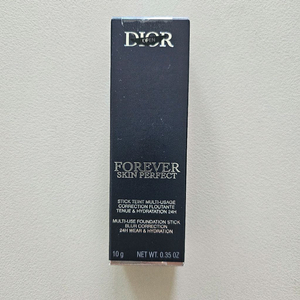 DIOR
FOREVER
SKIN PERFECT
STICK TEINT MULTI-USAGE
CORRECTION FLOUTANTE
TENUE & HYDRATATION 24H
MULTI-USE FOUNDATION STICK
BLUR CORRECTION
24H WEAR & HYDRATION
10 g NET WT. 0.35 OZ